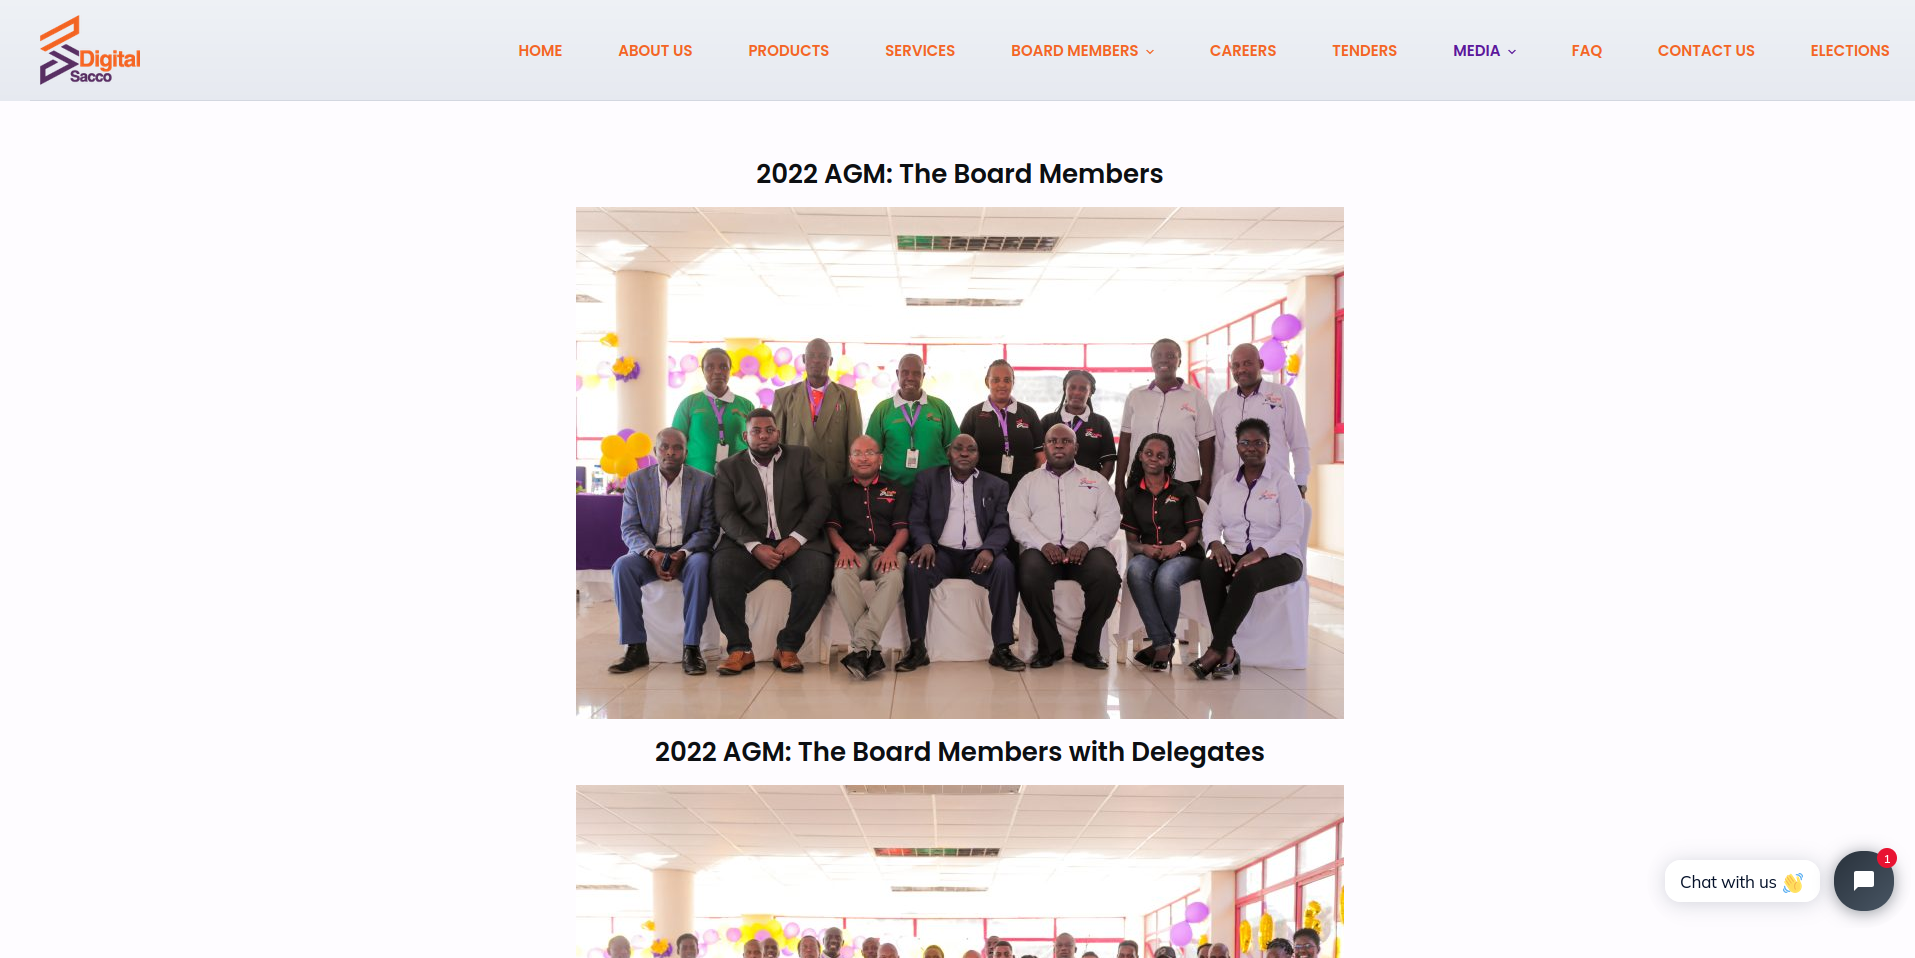 Digital
Sacco
HOME
ABOUT US
PRODUCTS
SERVICES
BOARD MEMBERS
CAREERS
TENDERS
MEDIA
FAQ
CONTACT US
ELECTIONS
2022 AGM: The Board Members
2022 AGM: The Board Members with Delegates
Chat with us 👋
1